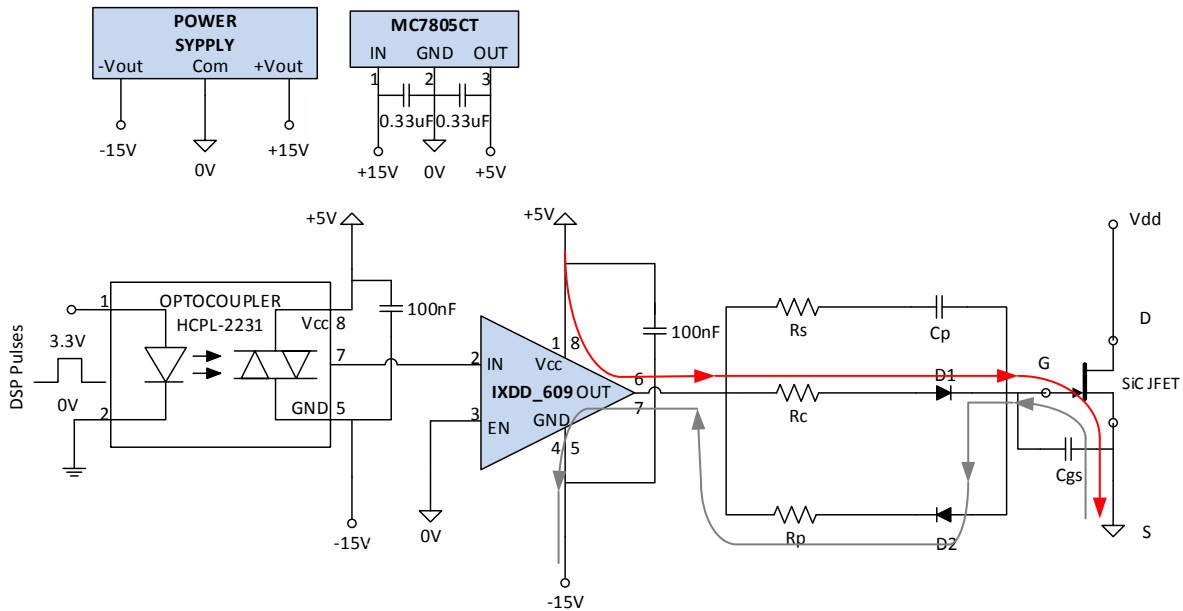 POWER
SYPPLY
-Vout Com +Vout
-15V
0V
+15V
MC7805CT
IN GND OUT
1 2 3
0.33uF 0.33uF
+15V
0V
+5V
DSP Pulses
3.3V
0V
1
2
OPTOCOUPLER
HCPL-2231
Vcc
8
7
GND
5
+5V
100nF
-15V
+5V
1 8
Vcc
2
IN
IXDD_609 OUT
6
7
3
EN
GND
4 5
0V
100nF
-15V
Rs
Cp
Rc
D1
Rp
D2
G
Cgs
Vdd
D
SiC JFET
S